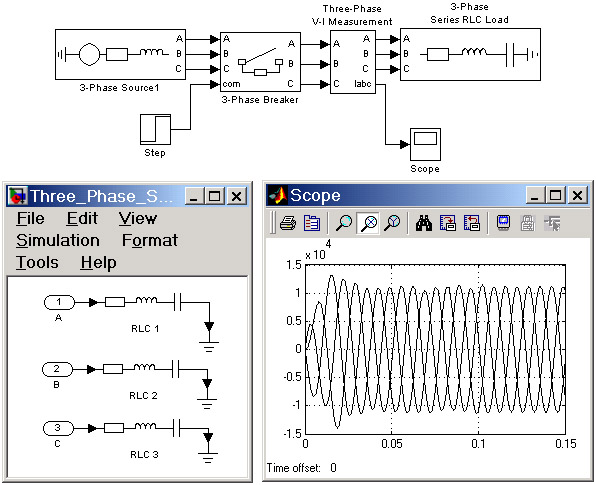 Three-Phase
V-I Measurement
3-Phase
Series RLC Load
A A A A A
B B B B B
C C C C C
com
Iabc
3-Phase Source1
3-Phase Breaker
Step
Scope
Three_Phase_S...
File Edit View
Simulation Format
Tools Help
1
A
RLC 1
2
B
RLC 2
3
C
RLC 3
Scope
x 10^4
1.5
1
0.5
0
-0.5
-1
-1.5
0 0.05 0.1 0.15
Time offset: 0